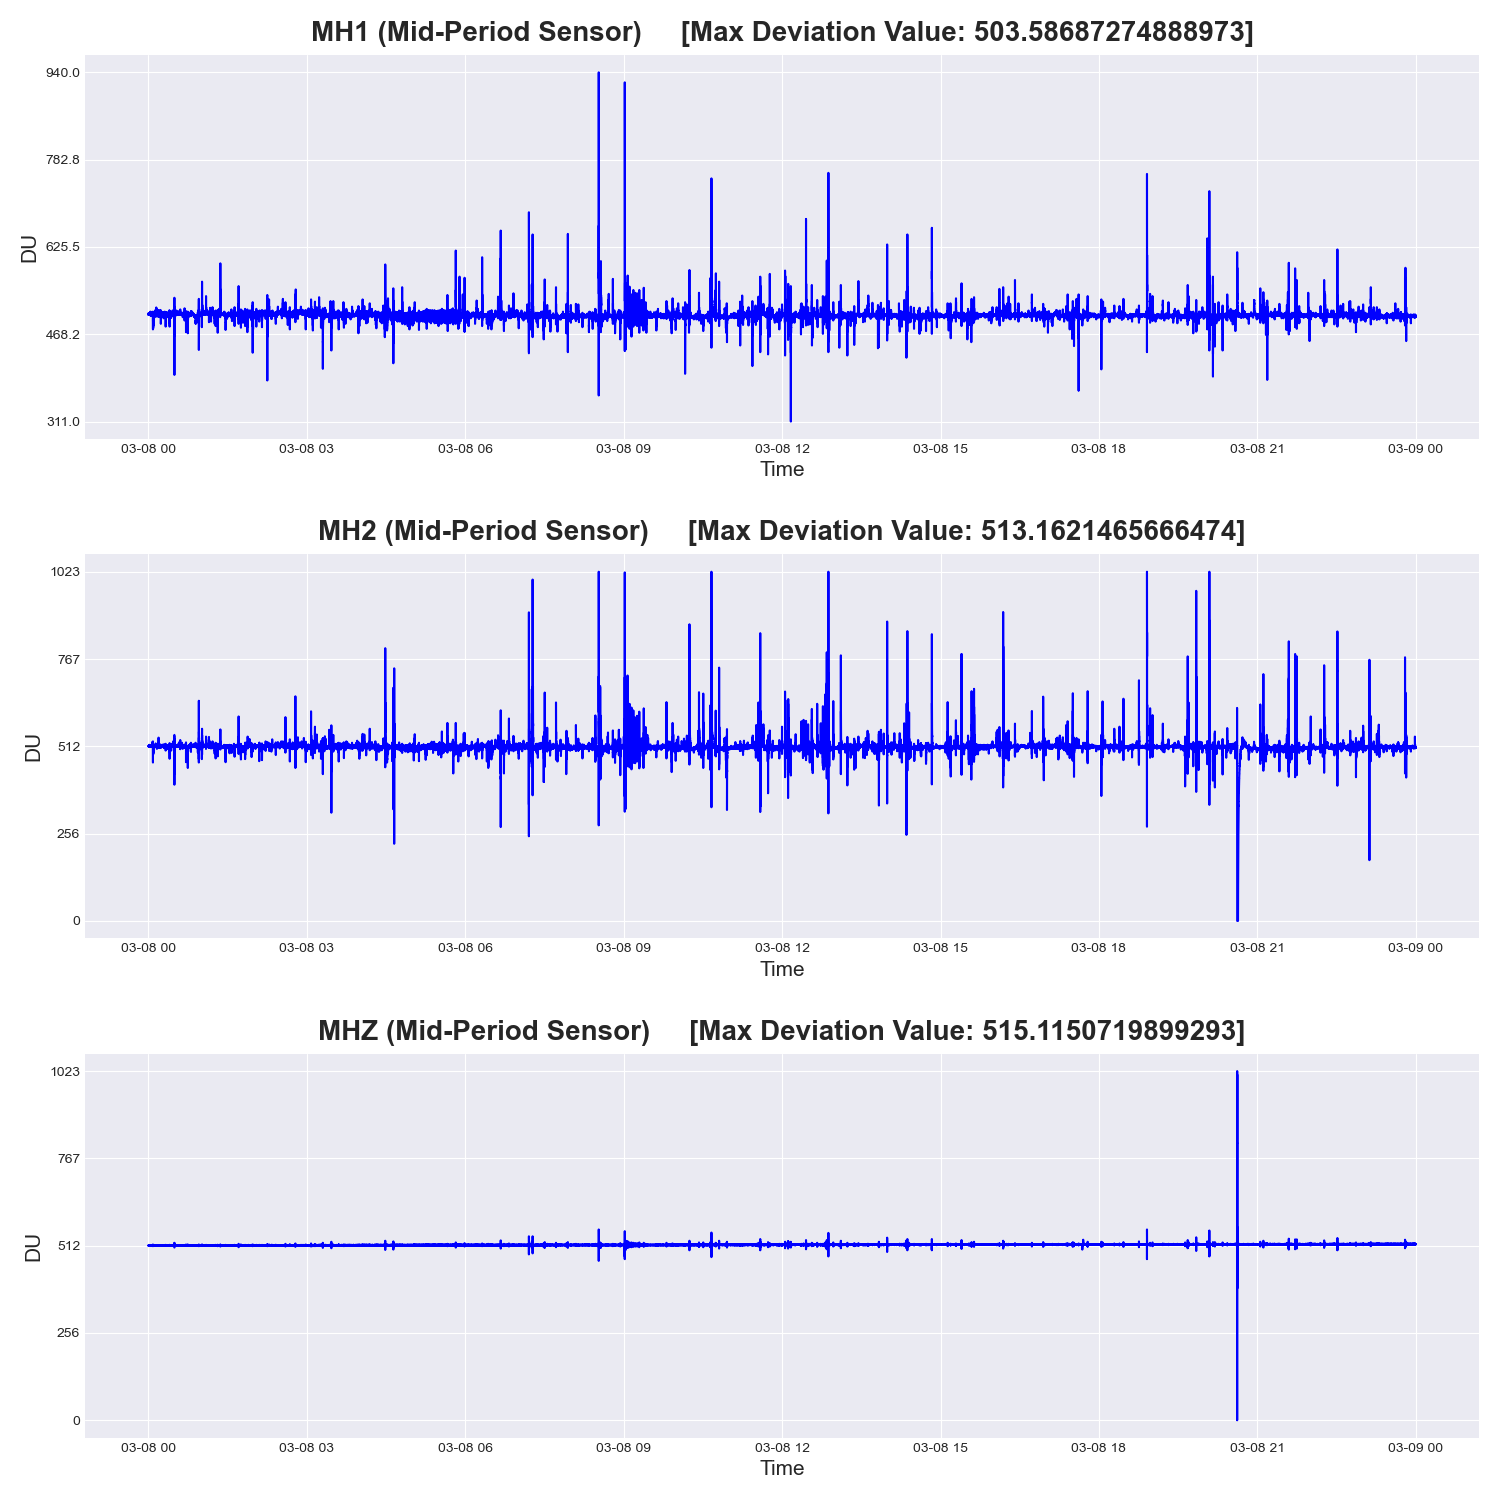 MH1 (Mid-Period Sensor) [Max Deviation Value: 503.58687274888973]
940.0
782.8
625.5
468.2
311.0
DU
03-08 00 03-08 03 03-08 06 03-08 09 03-08 12 03-08 15 03-08 18 03-08 21 03-09 00
Time
MH2 (Mid-Period Sensor) [Max Deviation Value: 513.1621465666474]
1023
767
512
256
0
DU
03-08 00 03-08 03 03-08 06 03-08 09 03-08 12 03-08 15 03-08 18 03-08 21 03-09 00
Time
MHZ (Mid-Period Sensor) [Max Deviation Value: 515.1150719899293]
1023
767
512
256
0
DU
03-08 00 03-08 03 03-08 06 03-08 09 03-08 12 03-08 15 03-08 18 03-08 21 03-09 00
Time